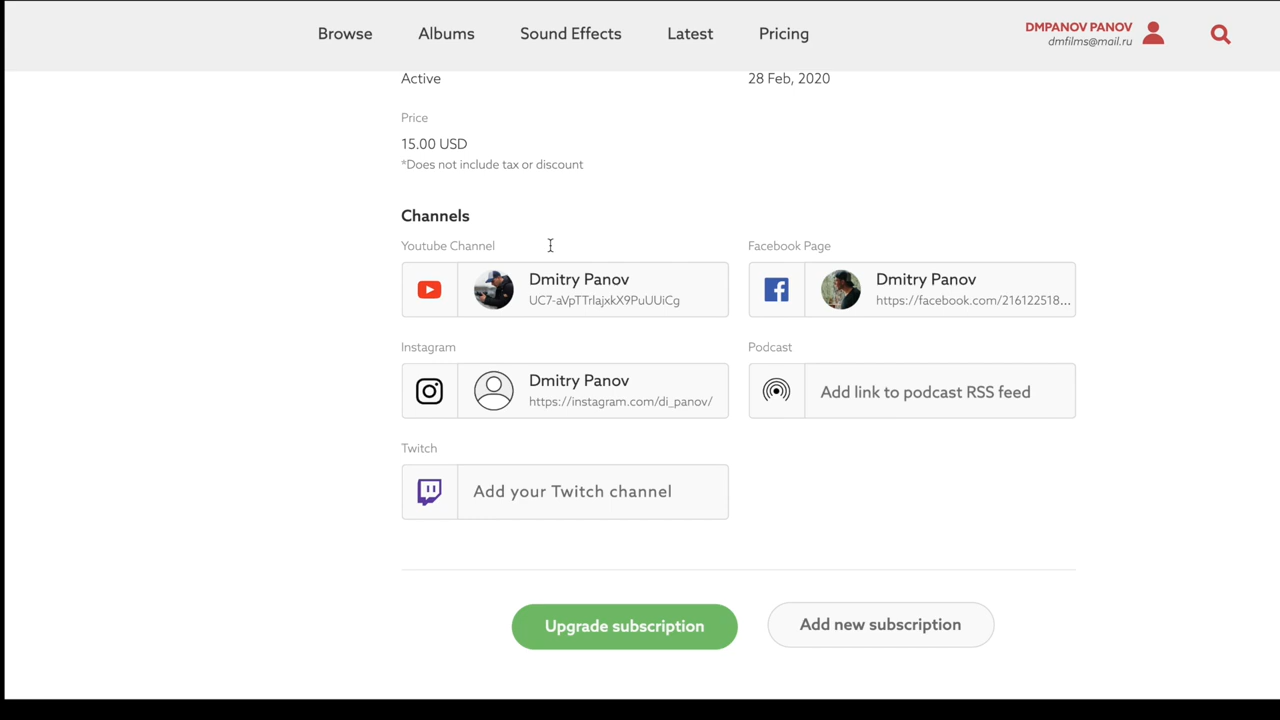 Browse
Albums
Sound Effects
Latest
Pricing
DMPANOV PANOV
dmfilms@mail.ru
Active
28 Feb, 2020
Price
15.00 USD
*Does not include tax or discount
Channels
Youtube Channel
Facebook Page
Dmitry Panov
UC7-aVpTTrlajxkX9PuUUiCg
Dmitry Panov
https://facebook.com/216122518...
Instagram
Podcast
Dmitry Panov
https://instagram.com/di_panov/
Add link to podcast RSS feed
Twitch
Add your Twitch channel
Upgrade subscription
Add new subscription